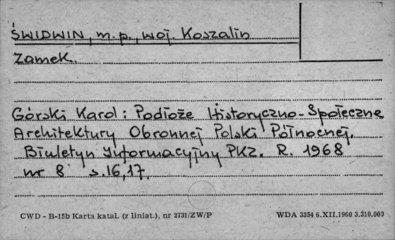 ŚWIDWIN, m.p., woj. Koszalin
Zamek.
Górski Karol: Podłoże Historyczno-Społeczne
Architektury Obronnej Polski Północnej.
Biuletyn Informacyjny PKZ. R. 1968
nr 8 s.16,17.
CWD - B-15b Karta katal. (z liniat.), nr 2731/ZW/P WDA 3354 6.XII.1960 3.210.000